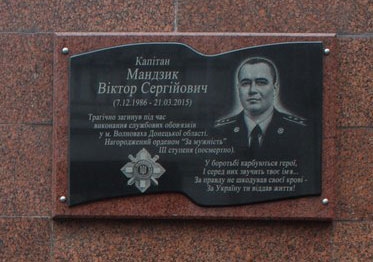 Капітан
Мандзик
Віктор Сергійович
(7.12.1986 - 21.03.2015)
Трагічно загинув під час
виконання службових обов'язків
у м. Волноваха Донецької області.
Нагороджений орденом "За мужність"
III ступеня (посмертно).
У боротьбі карбуються герої,
І серед них звучить твоє ім'я...
За правду не шкодував своєї крові -
За Україну ти віддав життя!